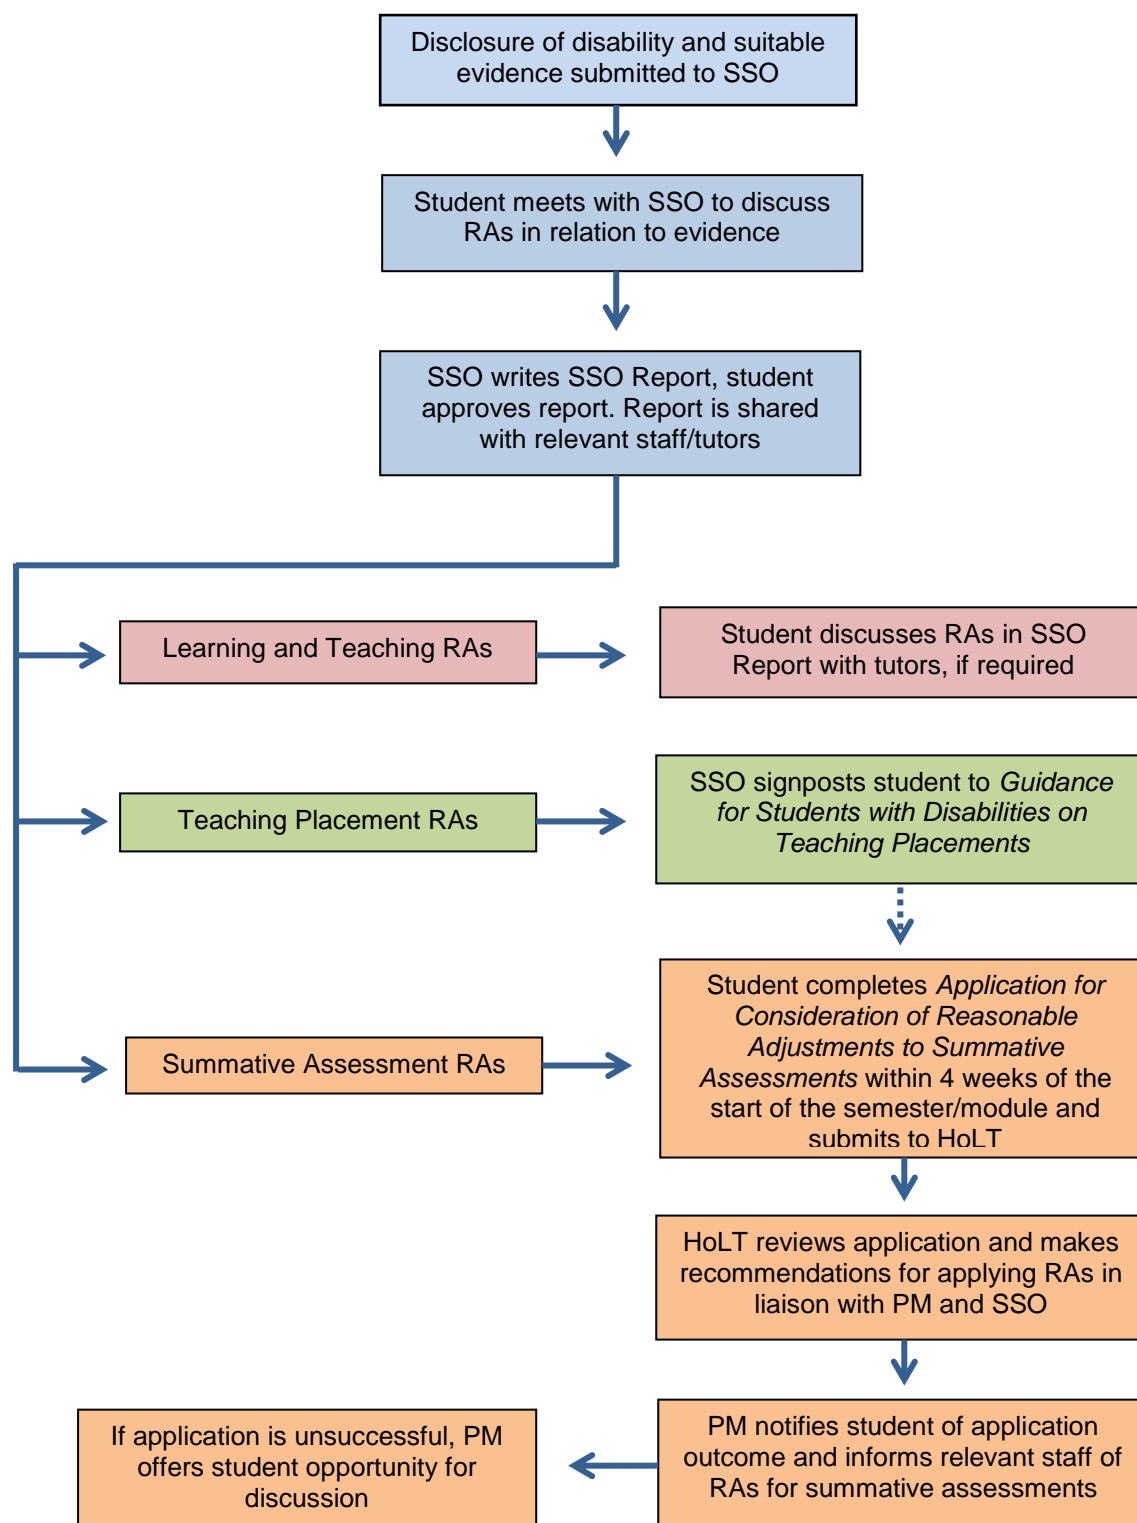 Disclosure of disability and suitable
evidence submitted to SSO
Student meets with SSO to discuss
RAs in relation to evidence
SSO writes SSO Report, student
approves report. Report is shared
with relevant staff/tutors
Learning and Teaching RAs
Student discusses RAs in SSO
Report with tutors, if required
Teaching Placement RAs
SSO signposts student to Guidance
for Students with Disabilities on
Teaching Placements
Summative Assessment RAs
Student completes Application for
Consideration of Reasonable
Adjustments to Summative
Assessments within 4 weeks of the
start of the semester/module and
submits to HoLT
HoLT reviews application and makes
recommendations for applying RAs in
liaison with PM and SSO
PM notifies student of application
outcome and informs relevant staff of
RAs for summative assessments
If application is unsuccessful, PM
offers student opportunity for
discussion